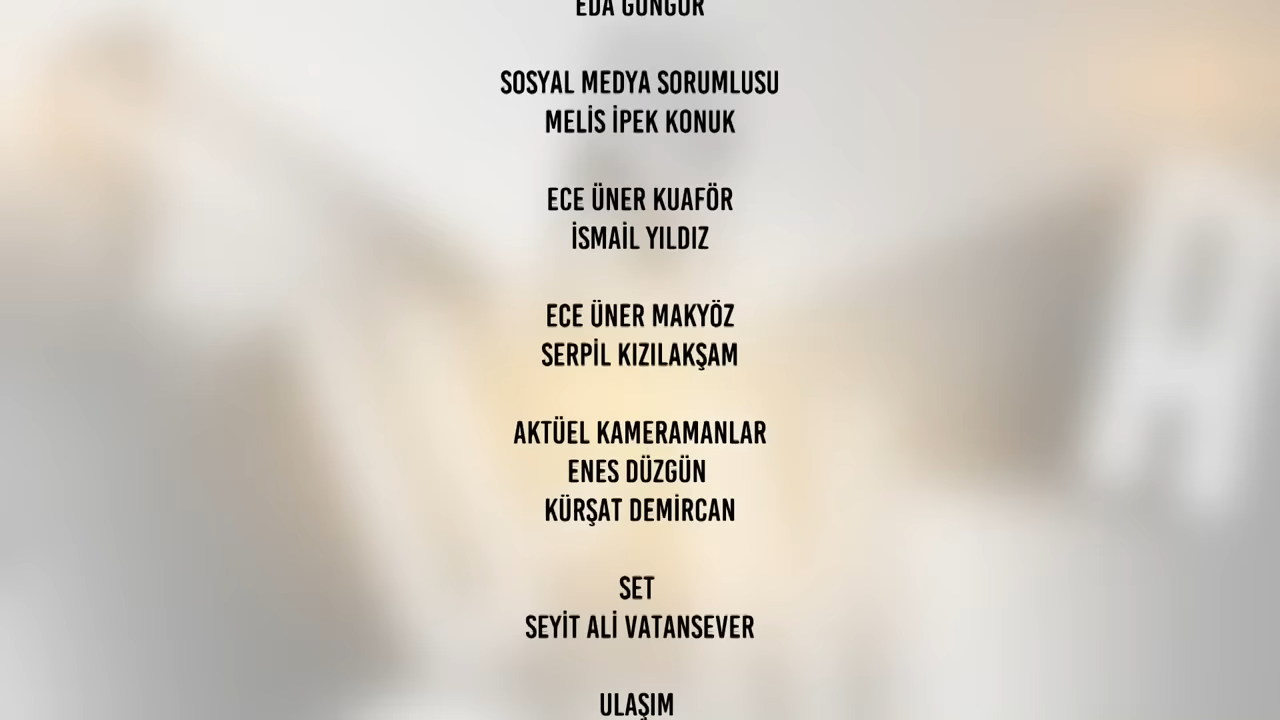 EDA GÜNGÖR
SOSYAL MEDYA SORUMLUSU
MELİS İPEK KONUK
ECE ÜNER KUAFÖR
İSMAİL YILDIZ
ECE ÜNER MAKYÖZ
SERPİL KIZILAKŞAM
AKTÜEL KAMERAMANLAR
ENES DÜZGÜN
KÜRŞAT DEMİRCAN
SET
SEYİT ALİ VATANSEVER
ULAŞIM